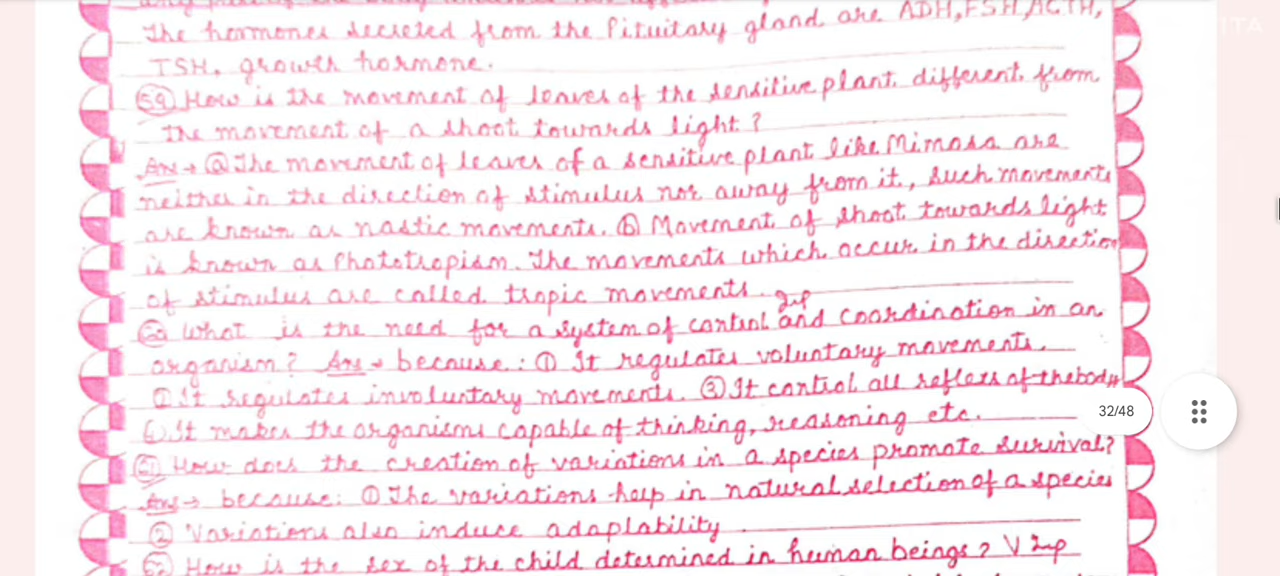 The hormones secreted from the Pituitary gland are ADH, FSH, ACTH,
TSH, growth hormone.
59 How is the movement of leaves of the sensitive plant different from
the movement of a shoot towards light?
Ans → ⓐ The movement of leaves of a sensitive plant like Mimosa are
neither in the direction of stimulus nor away from it, such movements
are known as nastic movements. ⓑ Movement of shoot towards light
is known as Phototropism. The movements which occur in the direction
of stimulus are called tropic movements.
Imp
60 What is the need for a system of control and coordination in an
organism? Ans → because: ① It regulates voluntary movements.
It regulates involuntary movements. ③ It control all reflexs of the body
It makes the organisms capable of thinking, reasoning etc.
32/48
61 How does the creation of variations in a species promote survival?
Ans → because: ① The variations help in natural selection of a species
② Variations also induce adaptability
62 How is the sex of the child determined in human beings? V Imp